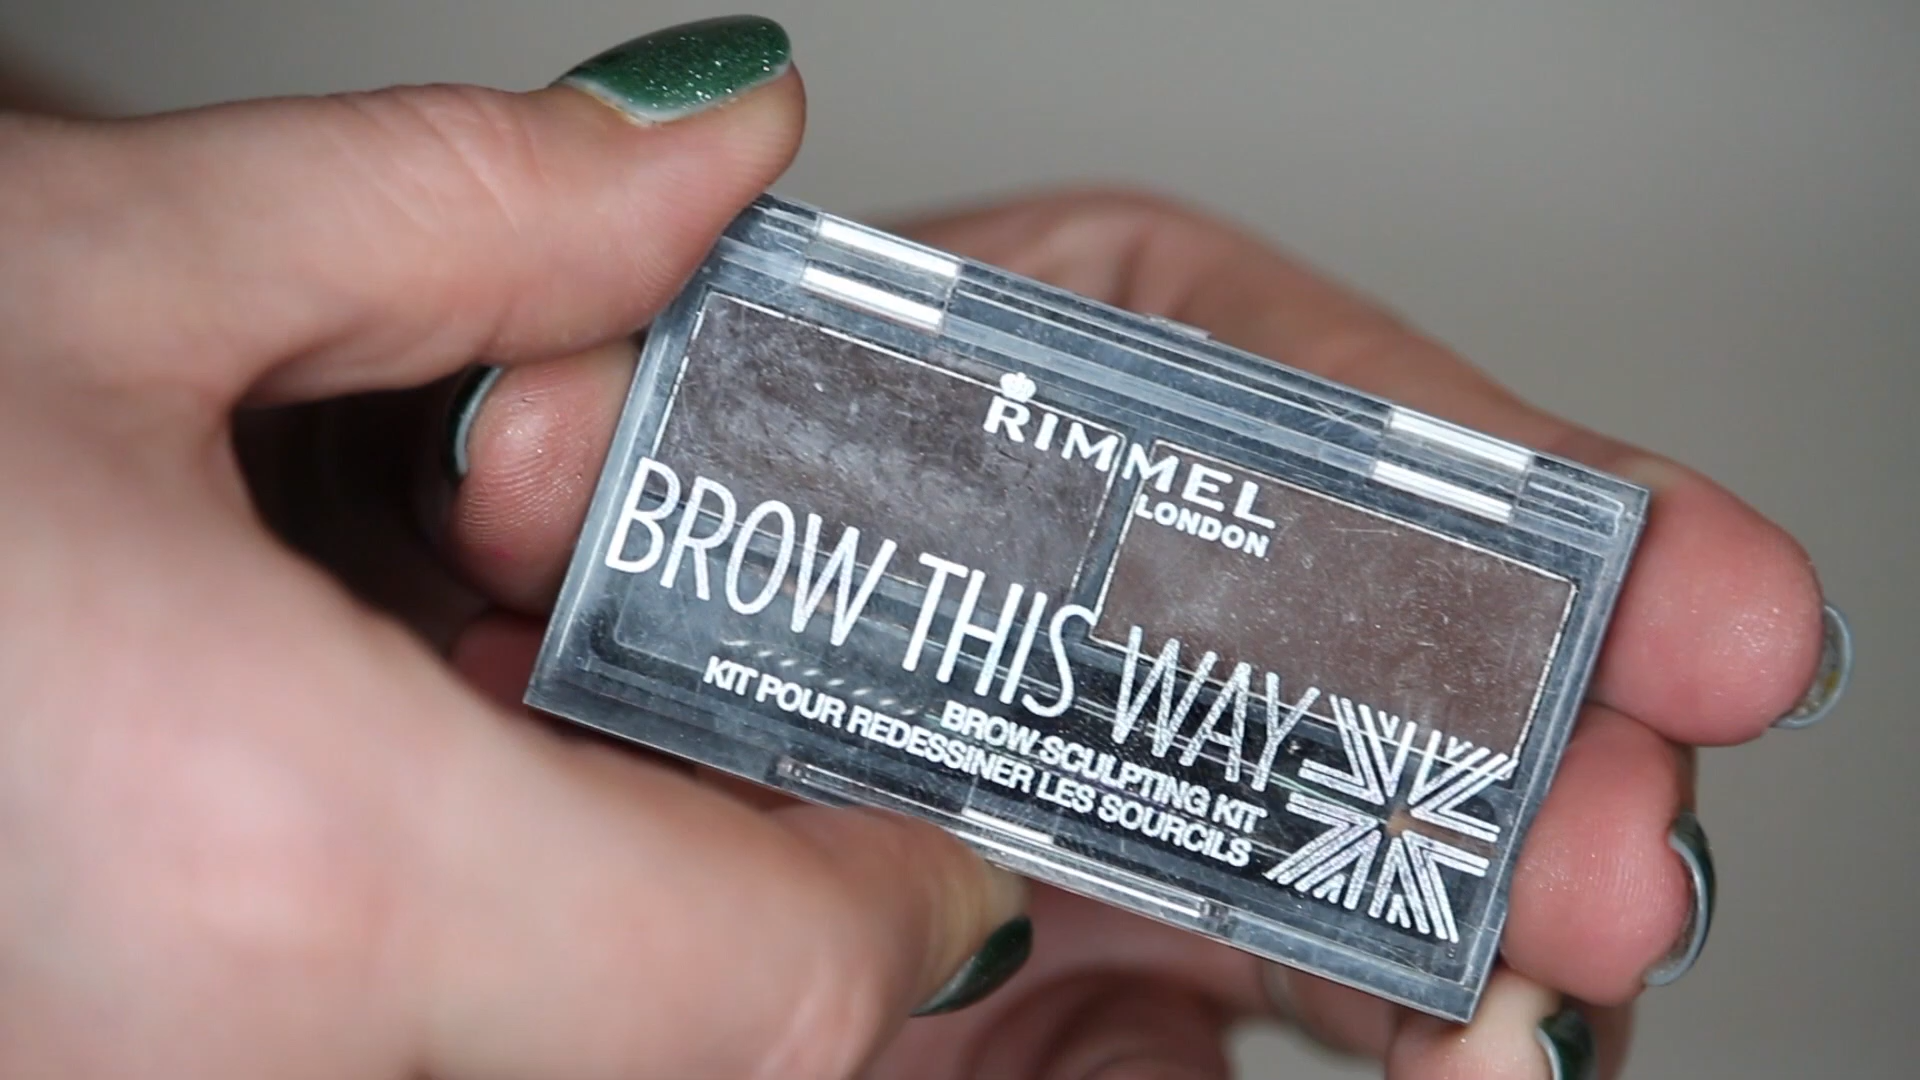 RIMMEL
LONDON
BROW THIS WAY
BROW SCULPTING KIT
KIT POUR REDESSINER LES SOURCILS